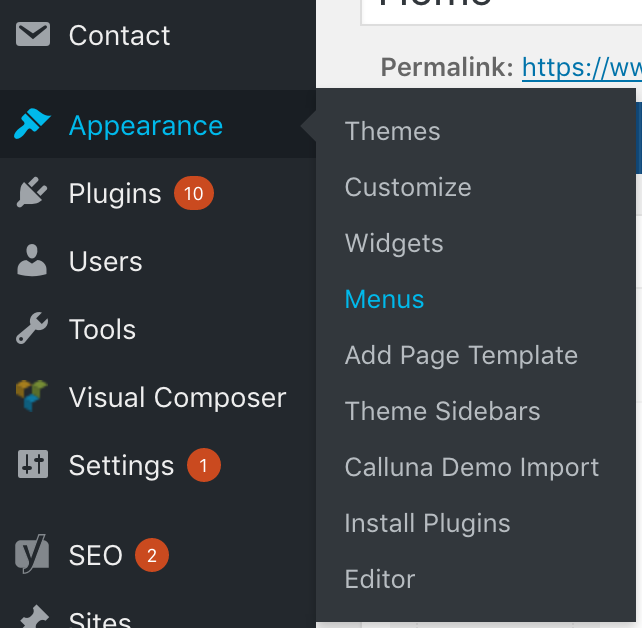 Contact
Appearance
Plugins 10
Users
Tools
Visual Composer
Settings 1
SEO 2
Sites
Home
Permalink: https://ww
Themes
Customize
Widgets
Menus
Add Page Template
Theme Sidebars
Calluna Demo Import
Install Plugins
Editor